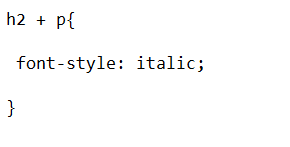 h2 + p{
font-style: italic;
}